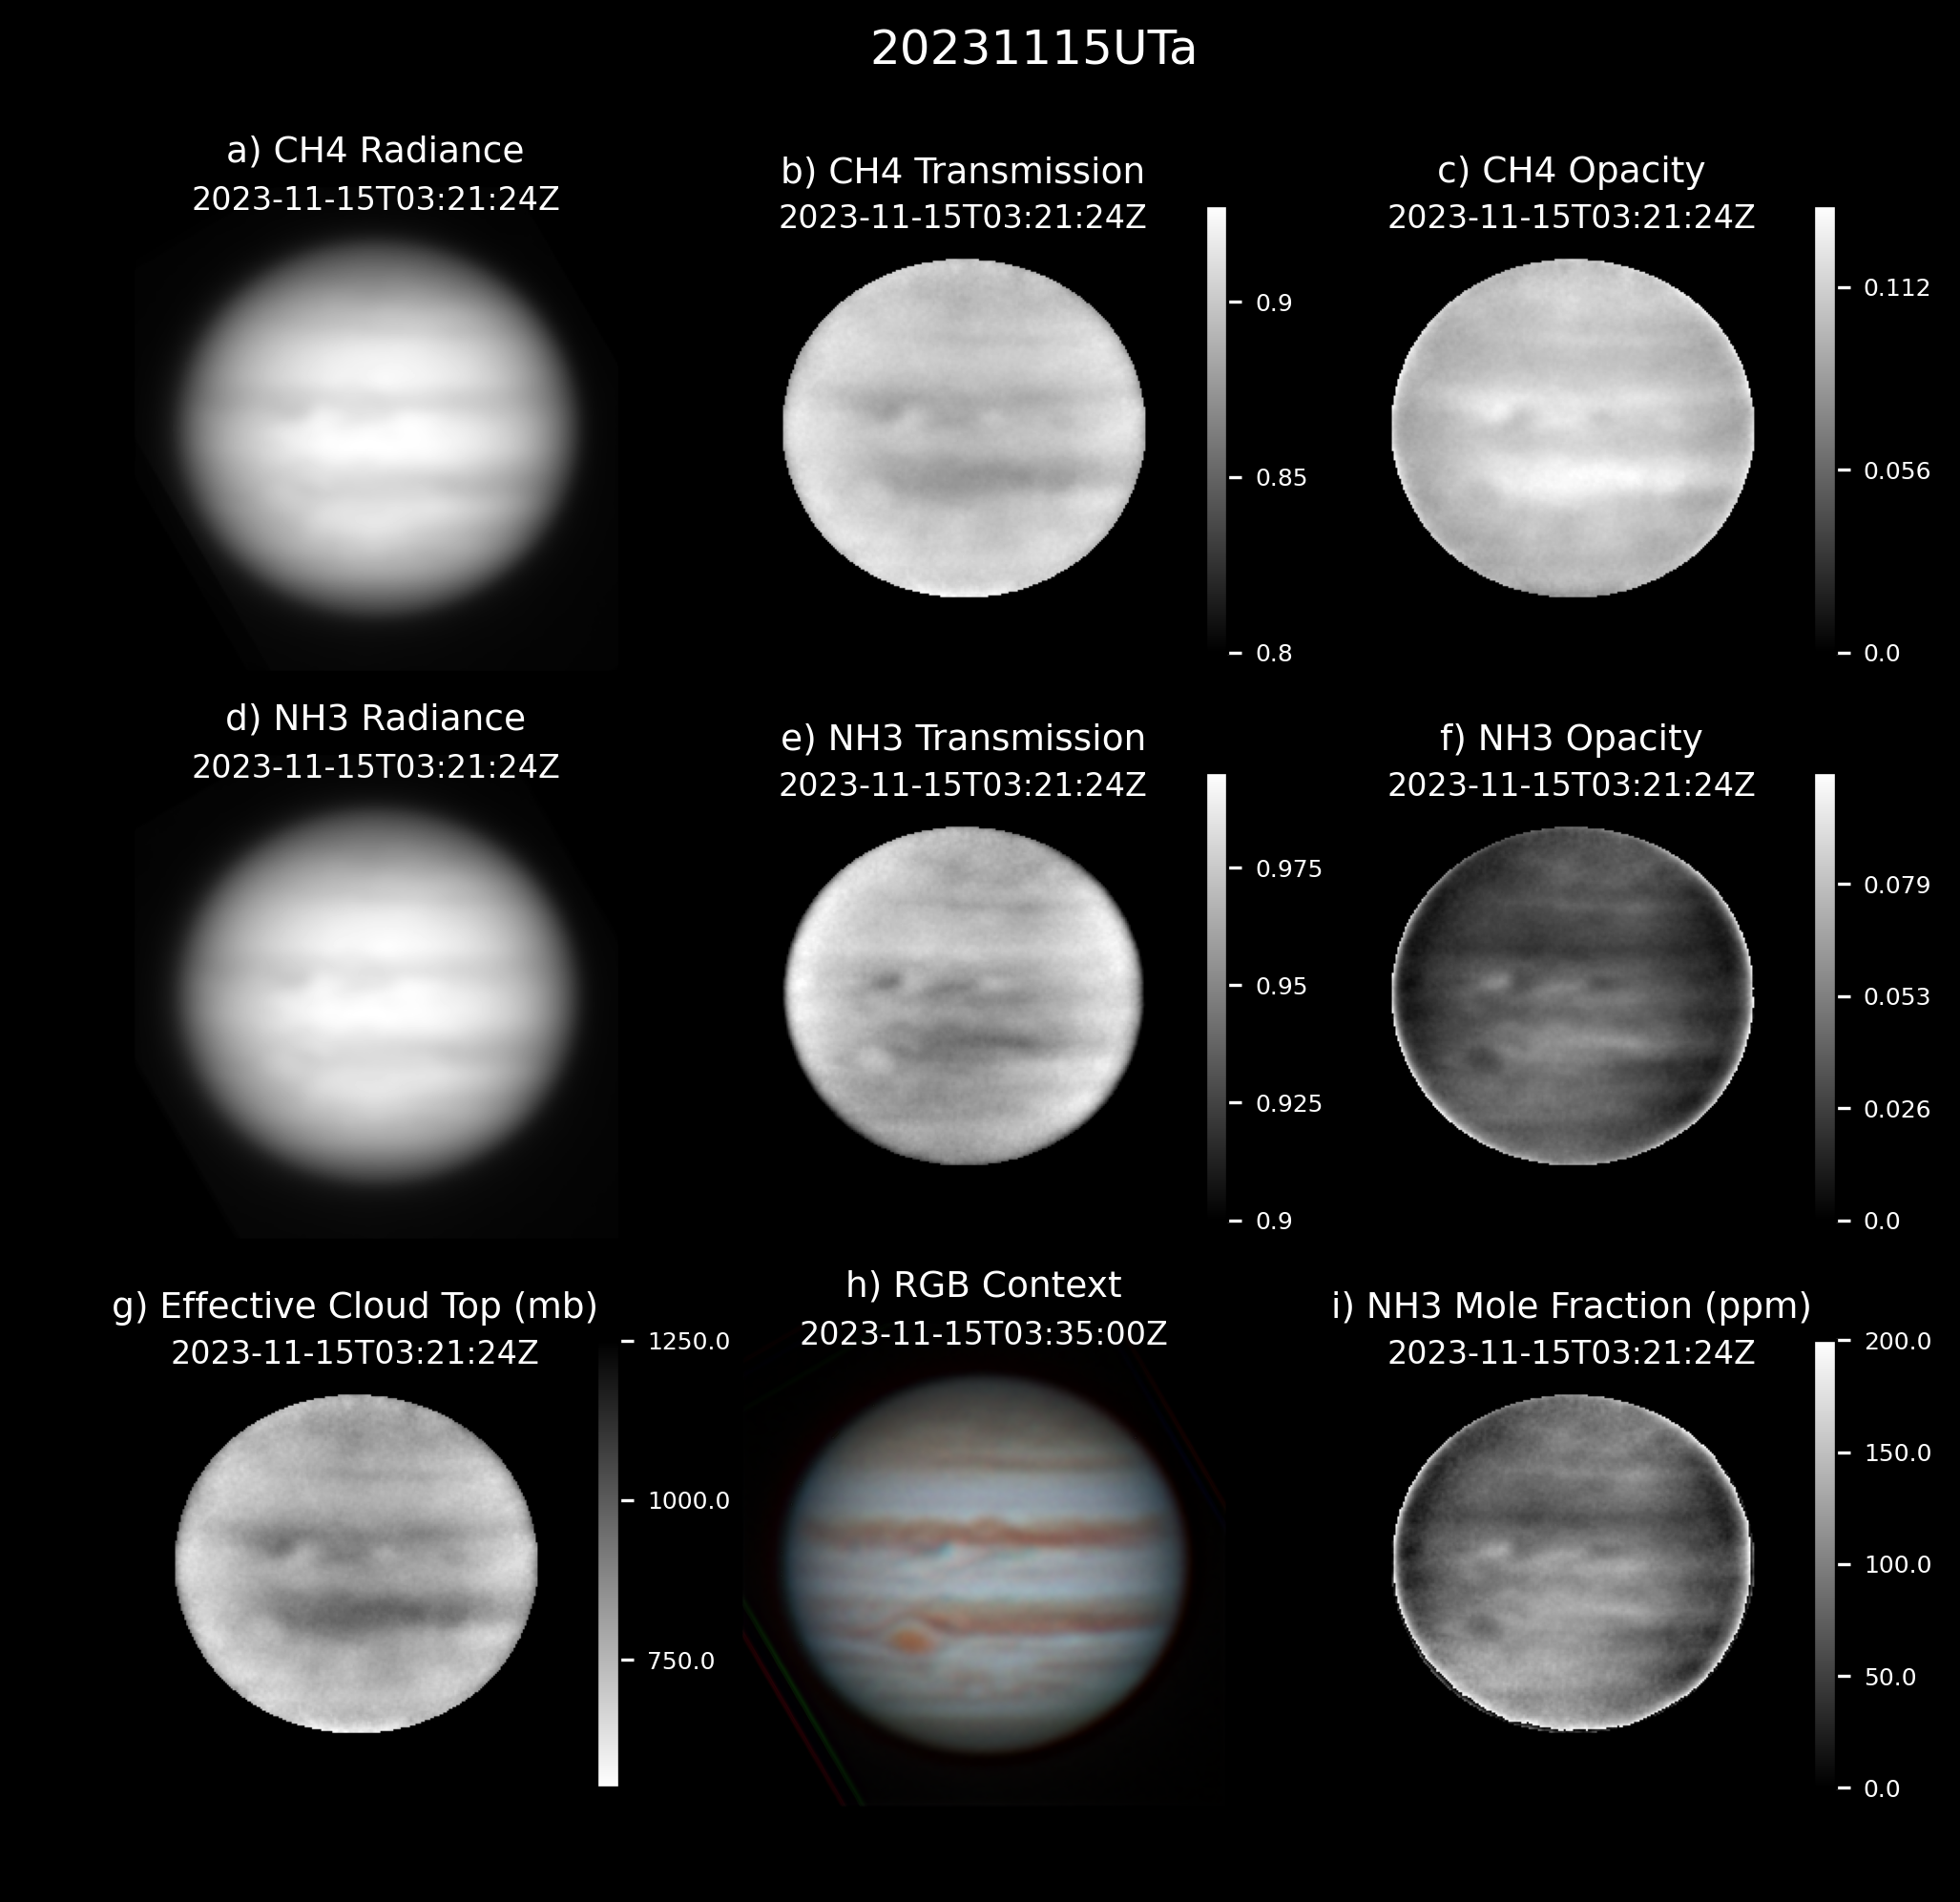 20231115UTa
a) CH4 Radiance
2023-11-15T03:21:24Z
b) CH4 Transmission
2023-11-15T03:21:24Z
0.9
0.85
0.8
c) CH4 Opacity
2023-11-15T03:21:24Z
0.112
0.056
0.0
d) NH3 Radiance
2023-11-15T03:21:24Z
e) NH3 Transmission
2023-11-15T03:21:24Z
0.975
0.95
0.925
0.9
f) NH3 Opacity
2023-11-15T03:21:24Z
0.079
0.053
0.026
0.0
g) Effective Cloud Top (mb)
2023-11-15T03:21:24Z
1250.0
1000.0
750.0
h) RGB Context
2023-11-15T03:35:00Z
i) NH3 Mole Fraction (ppm)
2023-11-15T03:21:24Z
200.0
150.0
100.0
50.0
0.0